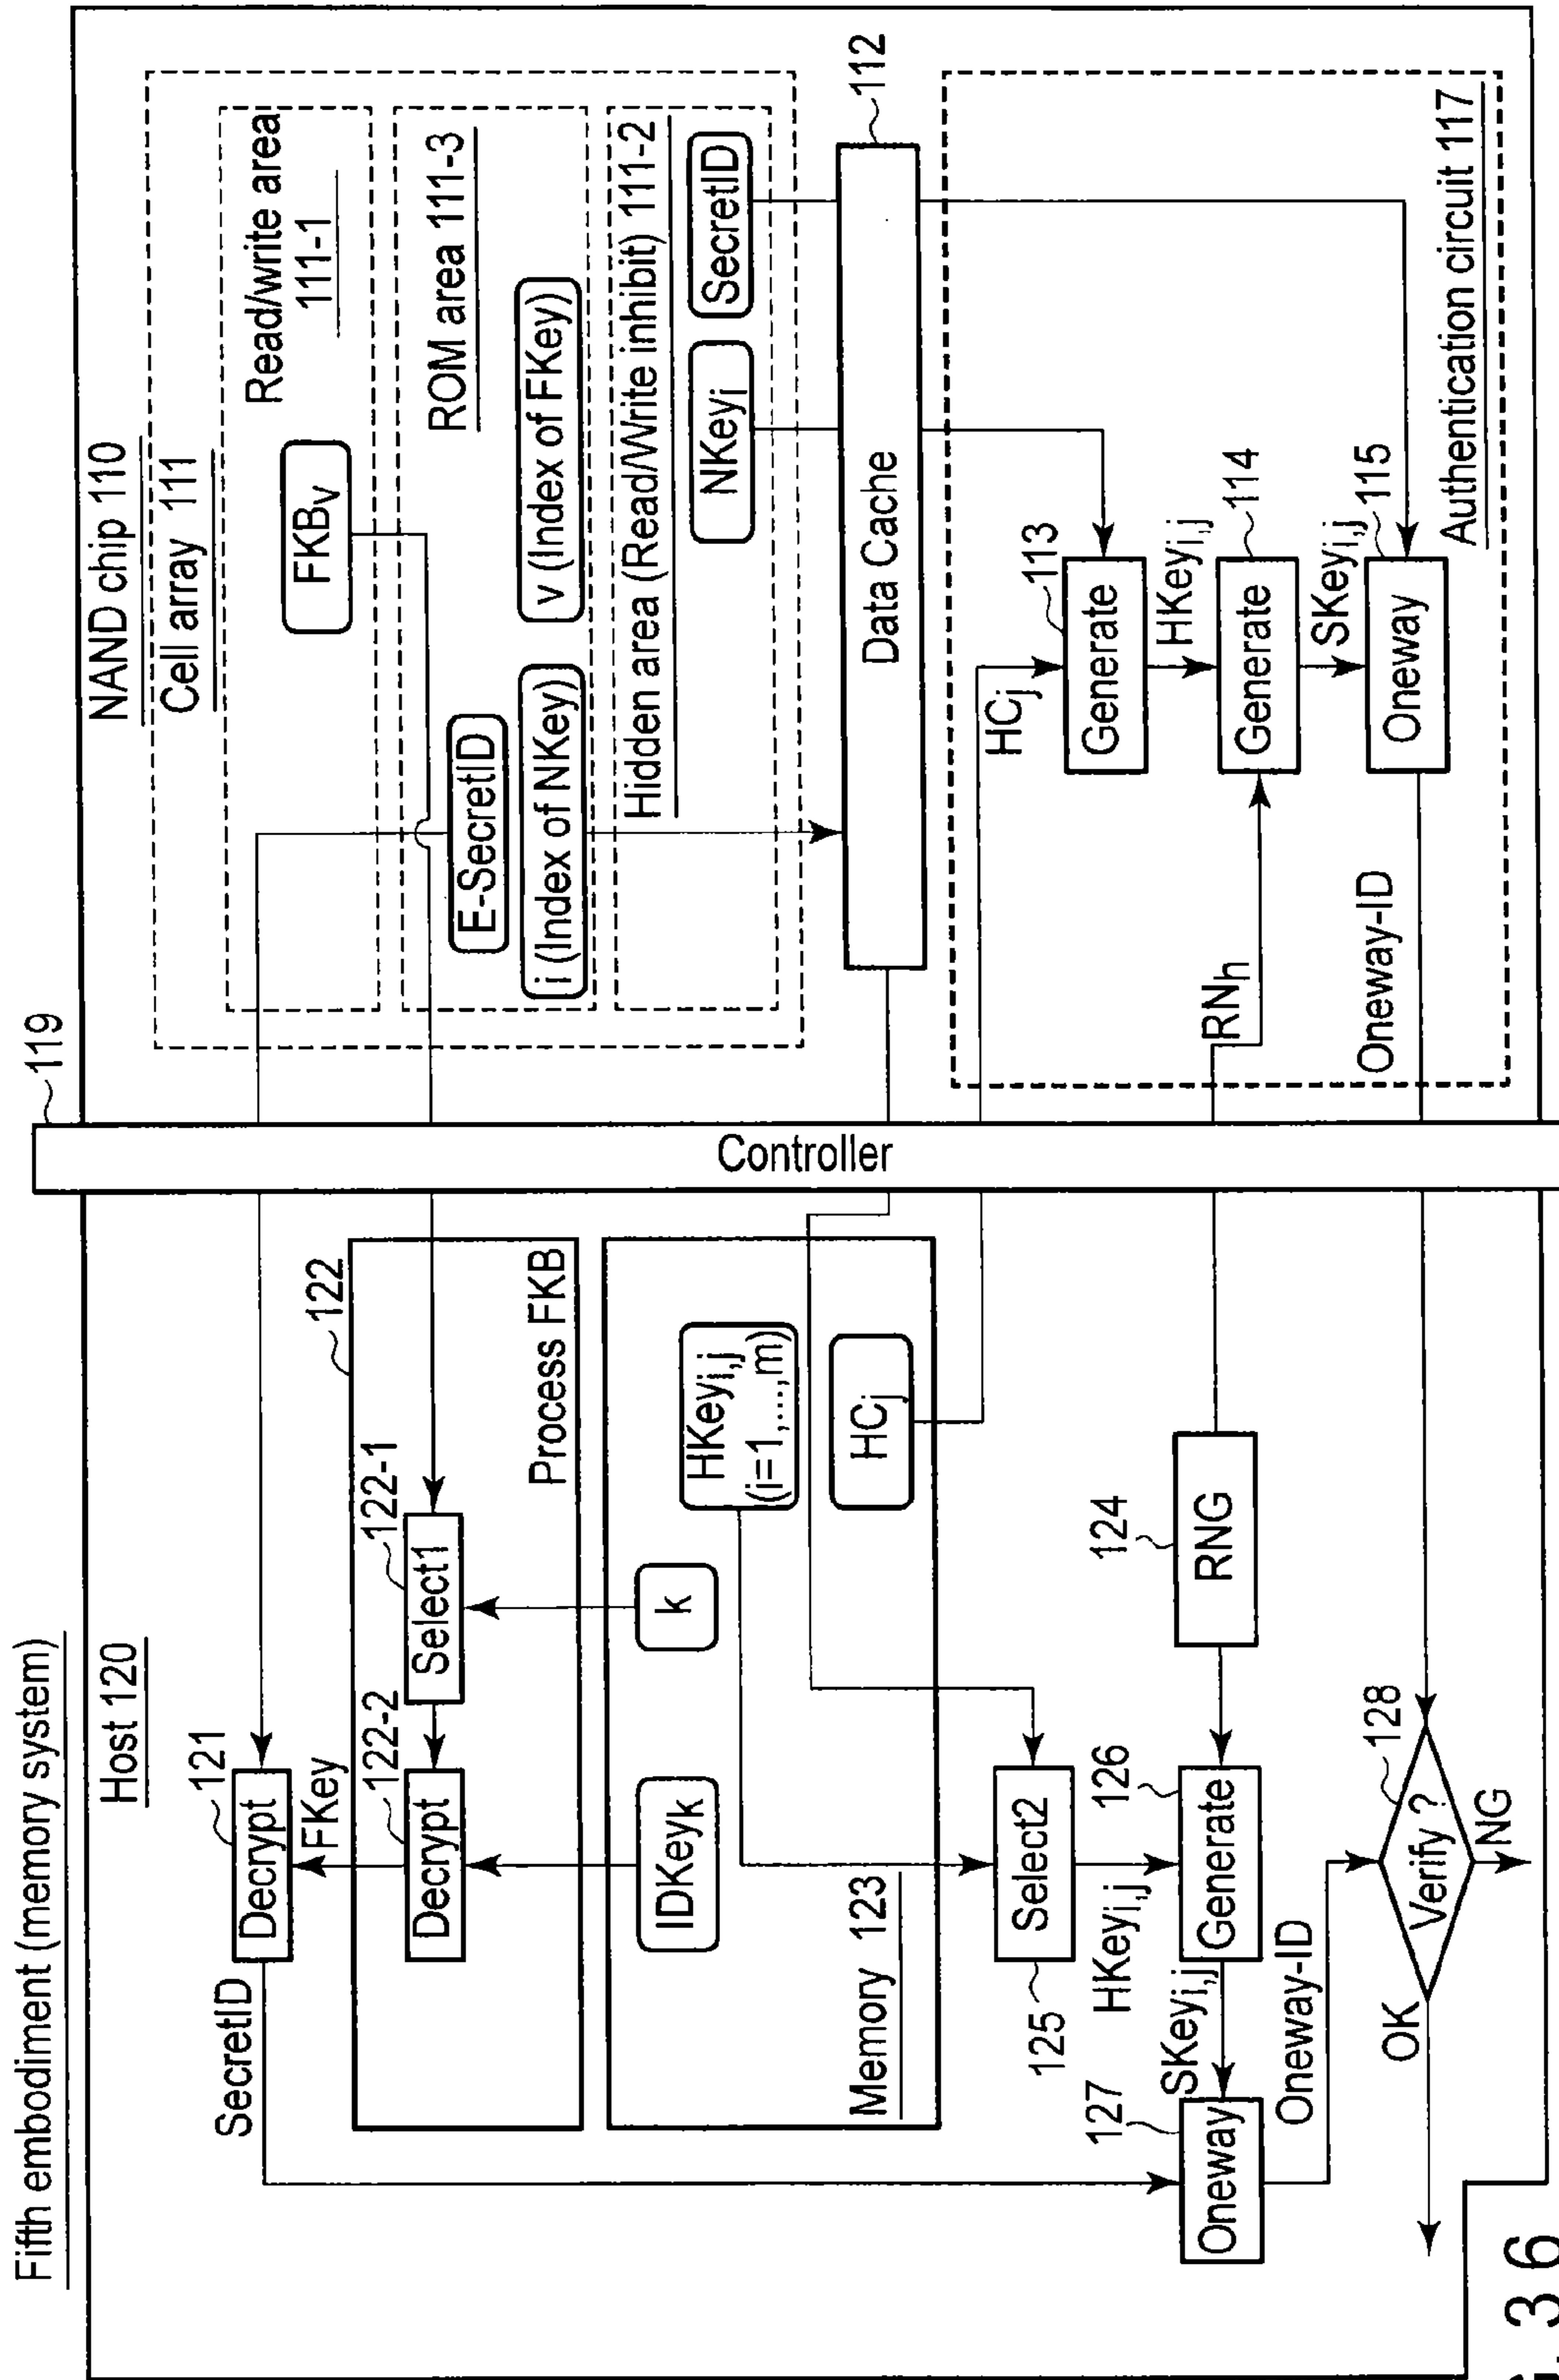 Fifth embodiment (memory system)
Host 120
121
Decrypt
SecretID
FKey
122
122-2
Decrypt
122-1
Select1
Process FKB
IDKeyk
k
HKeyi,j
(i=1,...,m)
HCj
Memory 123
Select2
125
HKeyi,j
124
RNG
126
Generate
SKeyi,j
127
Oneway
Oneway-ID
128
Verify ?
OK
NG
119
Controller
NAND chip 110
Cell array 111
Read/write area
111-1
FKBv
ROM area 111-3
E-SecretID
i (Index of NKey)
v (Index of FKey)
Hidden area (Read/Write inhibit) 111-2
NKeyi
SecretID
Data Cache
112
HCj
113
Generate
HKeyi,j
RNh
114
Generate
SKeyi,j
115
Oneway
Oneway-ID
Authentication circuit 117
36